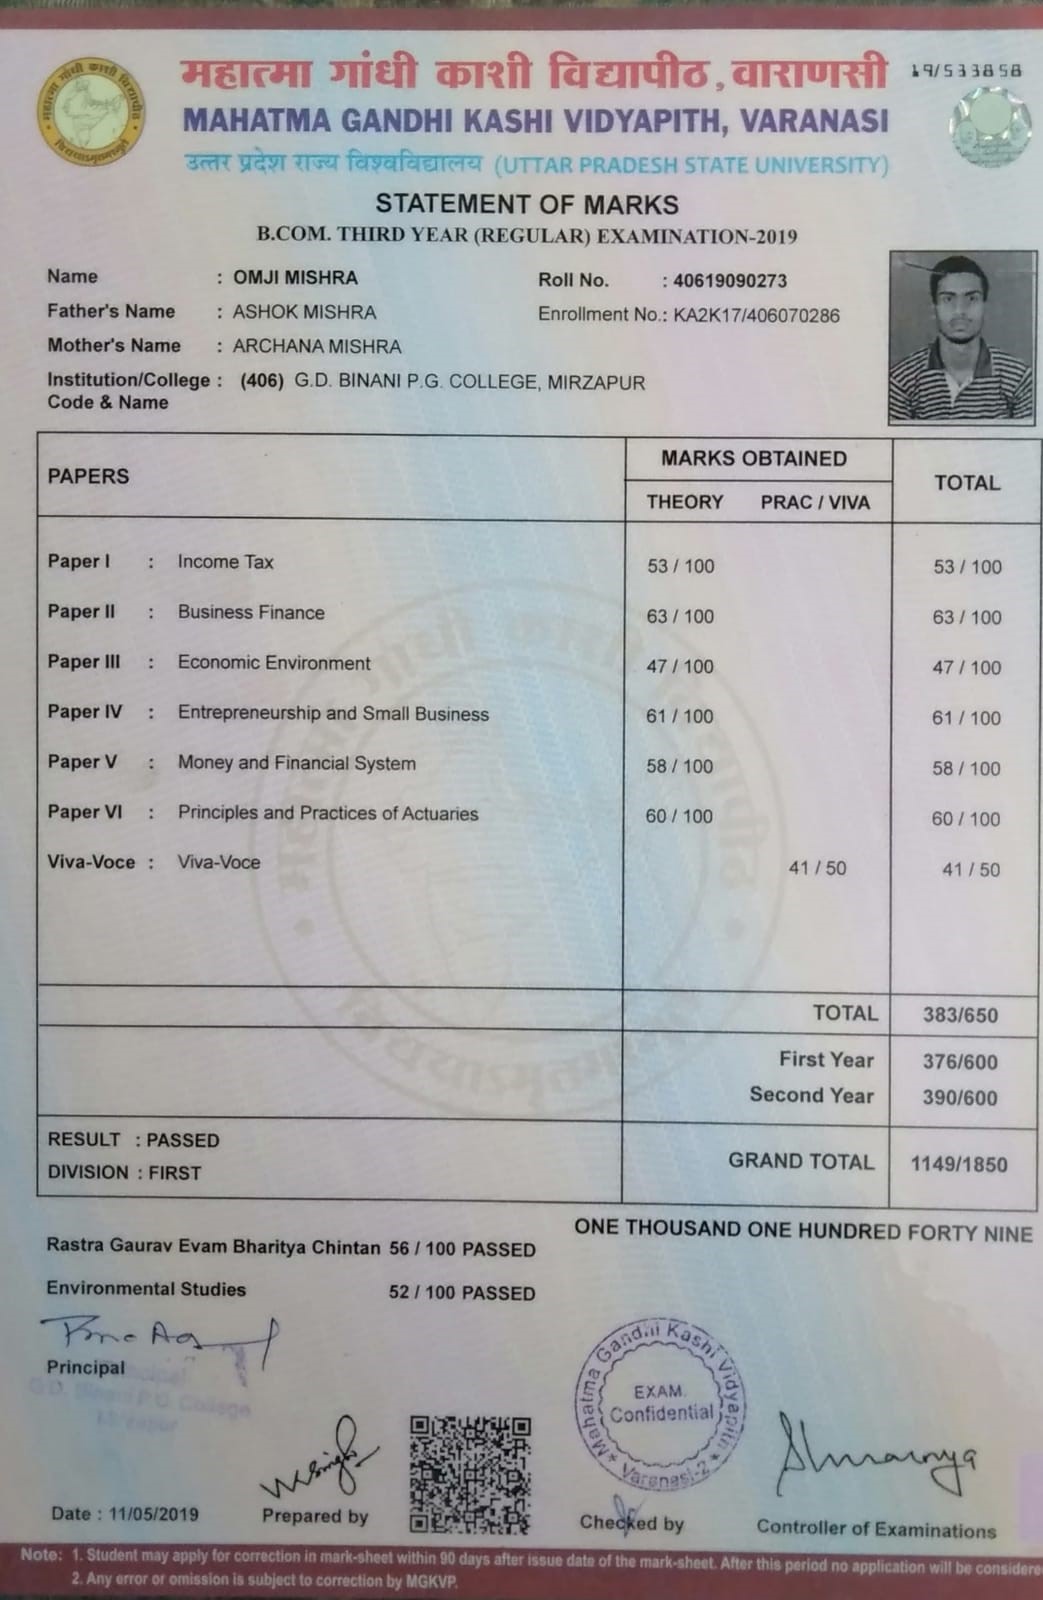 महात्मा गांधी काशी विद्यापीठ, वाराणसी
19/533858
MAHATMA GANDHI KASHI VIDYAPITH, VARANASI
उत्तर प्रदेश राज्य विश्वविद्यालय (UTTAR PRADESH STATE UNIVERSITY)
STATEMENT OF MARKS
B.COM. THIRD YEAR (REGULAR) EXAMINATION-2019
Name : OMJI MISHRA Roll No. : 40619090273
Father's Name : ASHOK MISHRA Enrollment No.: KA2K17/406070286
Mother's Name : ARCHANA MISHRA
Institution/College : (406) G.D. BINANI P.G. COLLEGE, MIRZAPUR
Code & Name
PAPERS MARKS OBTAINED TOTAL
THEORY PRAC / VIVA
Paper I : Income Tax 53 / 100 53 / 100
Paper II : Business Finance 63 / 100 63 / 100
Paper III : Economic Environment 47 / 100 47 / 100
Paper IV : Entrepreneurship and Small Business 61 / 100 61 / 100
Paper V : Money and Financial System 58 / 100 58 / 100
Paper VI : Principles and Practices of Actuaries 60 / 100 60 / 100
Viva-Voce : Viva-Voce 41 / 50 41 / 50
TOTAL 383/650
First Year 376/600
Second Year 390/600
RESULT : PASSED
DIVISION : FIRST
GRAND TOTAL 1149/1850
ONE THOUSAND ONE HUNDRED FORTY NINE
Rastra Gaurav Evam Bharitya Chintan 56 / 100 PASSED
Environmental Studies 52 / 100 PASSED
Principal
Principal
G.D. Binani P G College
Mirzapur
Mahatma Gandhi Kashi Vidyapith
EXAM.
Confidential
Varanasi-2
Date : 11/05/2019 Prepared by Checked by Controller of Examinations
Note: 1. Student may apply for correction in mark-sheet within 90 days after issue date of the mark-sheet. After this period no application will be considere
2. Any error or omission is subject to correction by MGKVP.